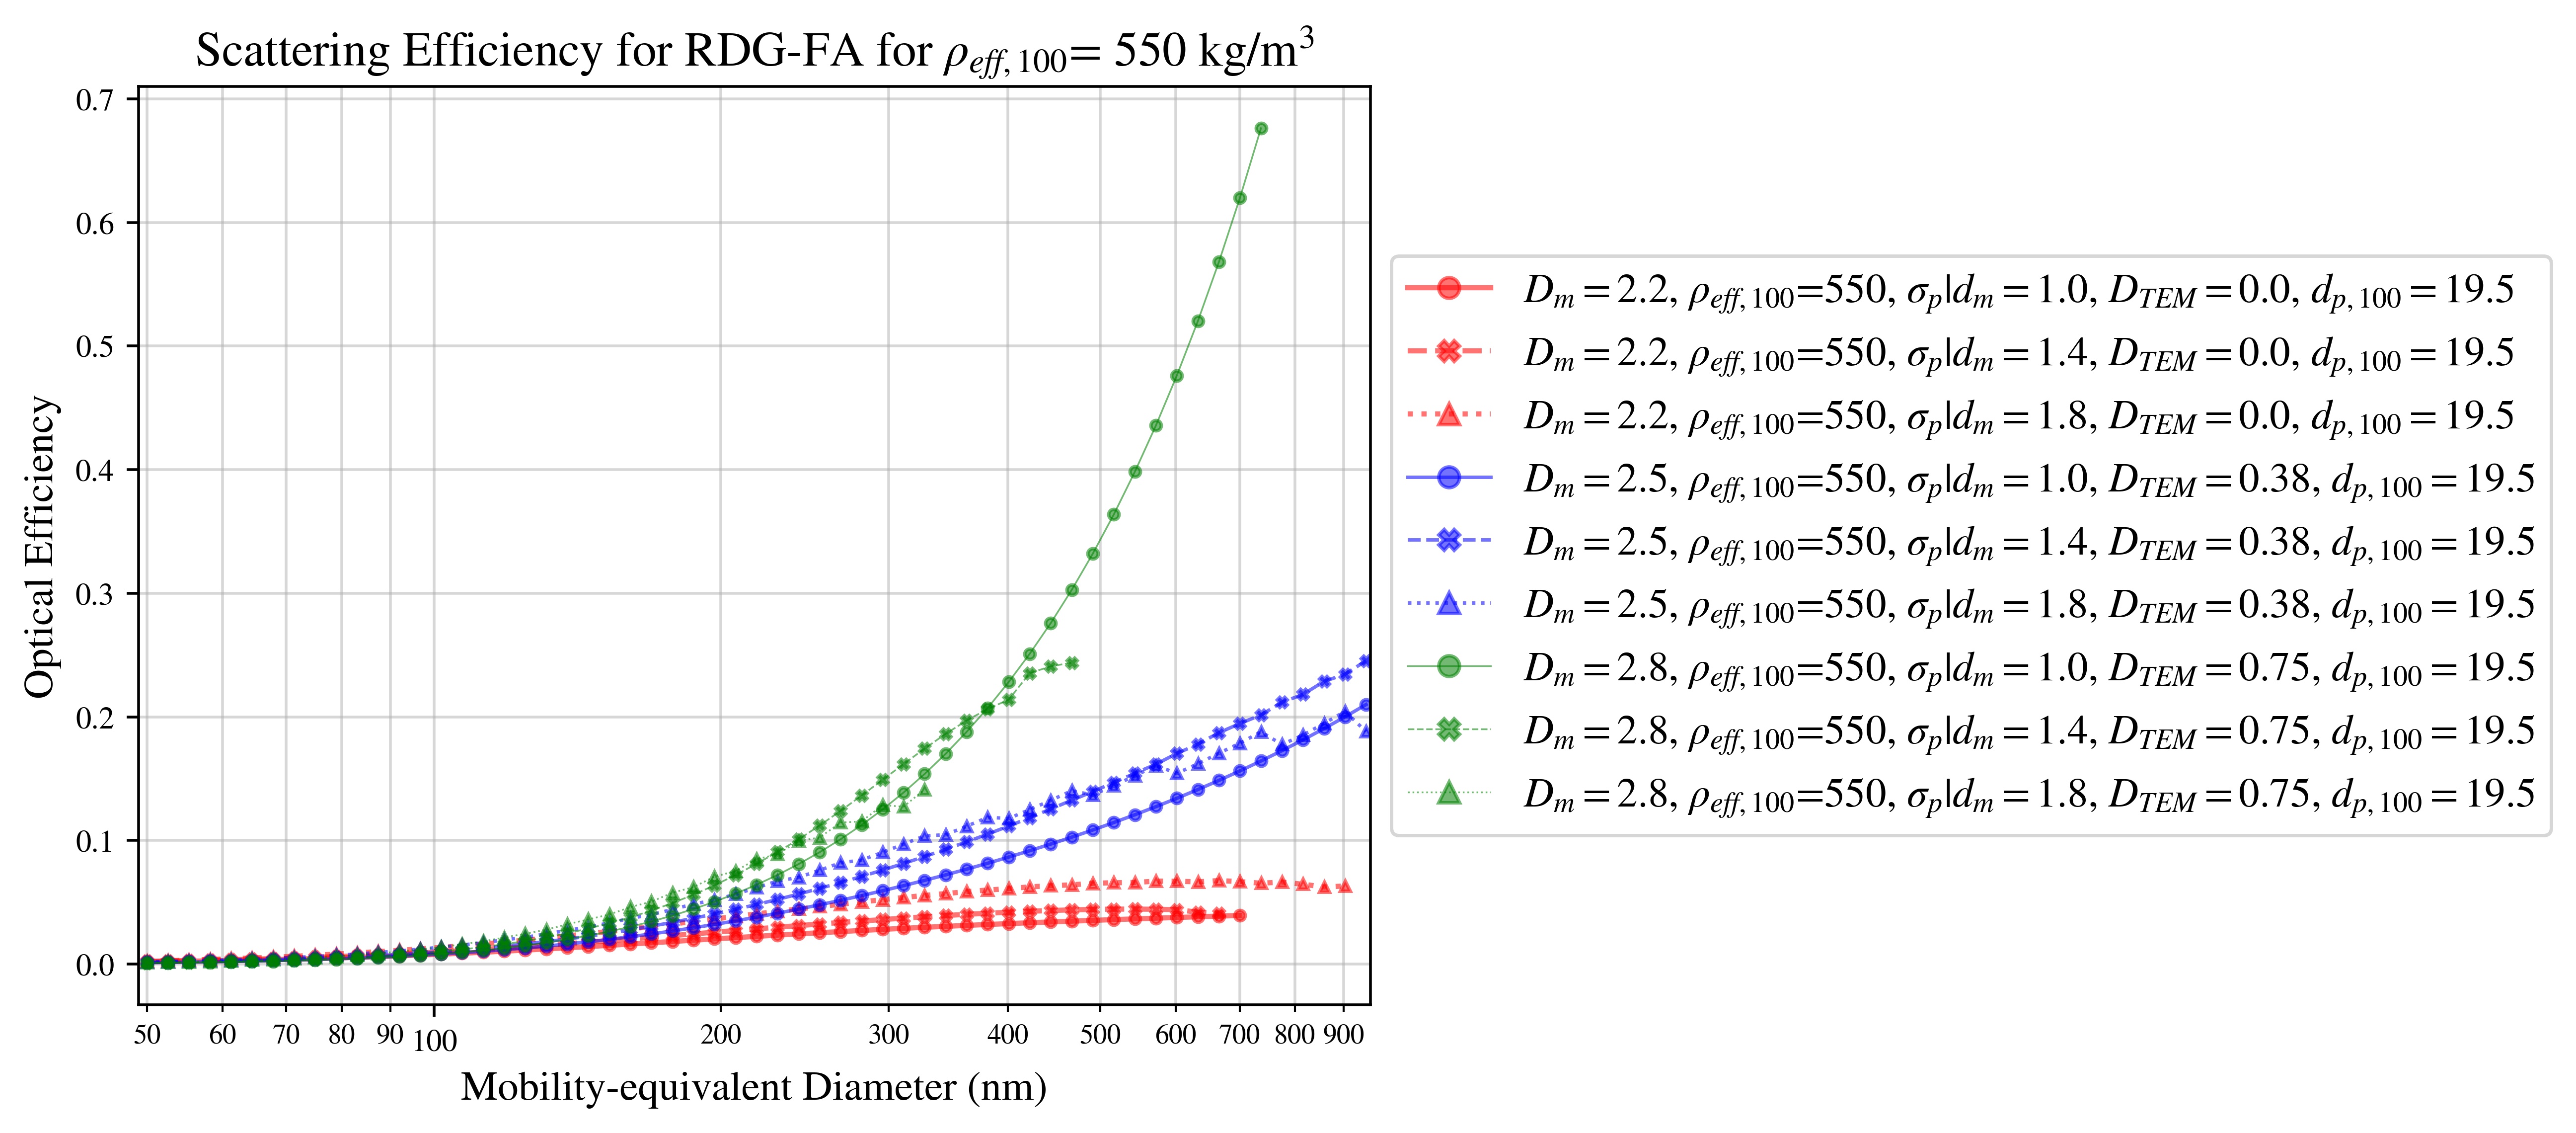 Scattering Efficiency for RDG-FA for ρeff,100= 550 kg/m³
0.7
0.6
0.5
0.4
0.3
0.2
0.1
0.0
Optical Efficiency
50 60 70 80 90 100 200 300 400 500 600 700 800 900
Mobility-equivalent Diameter (nm)
Dm = 2.2, ρeff,100=550, σp|dm = 1.0, DTEM = 0.0, dp,100 = 19.5
Dm = 2.2, ρeff,100=550, σp|dm = 1.4, DTEM = 0.0, dp,100 = 19.5
Dm = 2.2, ρeff,100=550, σp|dm = 1.8, DTEM = 0.0, dp,100 = 19.5
Dm = 2.5, ρeff,100=550, σp|dm = 1.0, DTEM = 0.38, dp,100 = 19.5
Dm = 2.5, ρeff,100=550, σp|dm = 1.4, DTEM = 0.38, dp,100 = 19.5
Dm = 2.5, ρeff,100=550, σp|dm = 1.8, DTEM = 0.38, dp,100 = 19.5
Dm = 2.8, ρeff,100=550, σp|dm = 1.0, DTEM = 0.75, dp,100 = 19.5
Dm = 2.8, ρeff,100=550, σp|dm = 1.4, DTEM = 0.75, dp,100 = 19.5
Dm = 2.8, ρeff,100=550, σp|dm = 1.8, DTEM = 0.75, dp,100 = 19.5